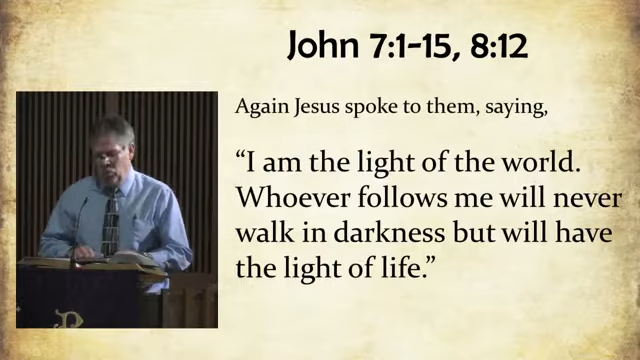 John 7:1-15, 8:12
Again Jesus spoke to them, saying,
“I am the light of the world.
Whoever follows me will never
walk in darkness but will have
the light of life.”